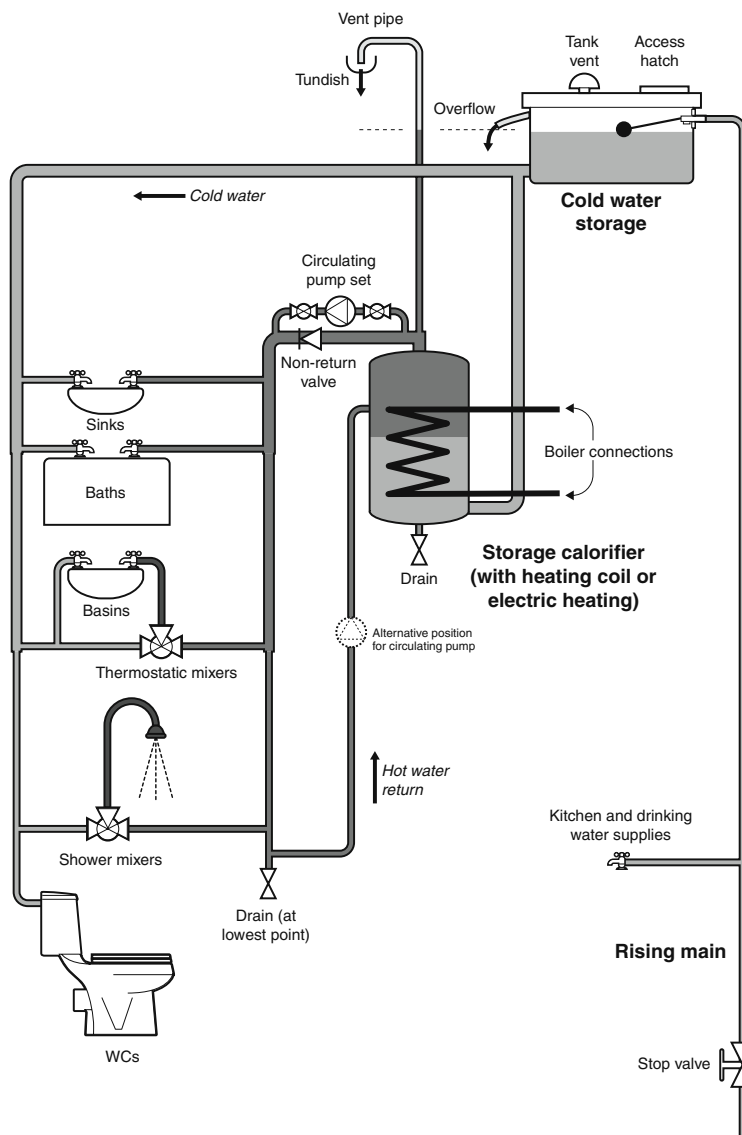 Vent pipe
Tank
vent
Access
hatch
Tundish
Overflow
Cold water
Cold water
storage
Circulating
pump set
Non-return
valve
Sinks
Boiler connections
Baths
Storage calorifier
(with heating coil or
electric heating)
Drain
Basins
Alternative position
for circulating pump
Thermostatic mixers
Hot water
return
Kitchen and drinking
water supplies
Shower mixers
Drain (at
lowest point)
Rising main
WCs
Stop valve